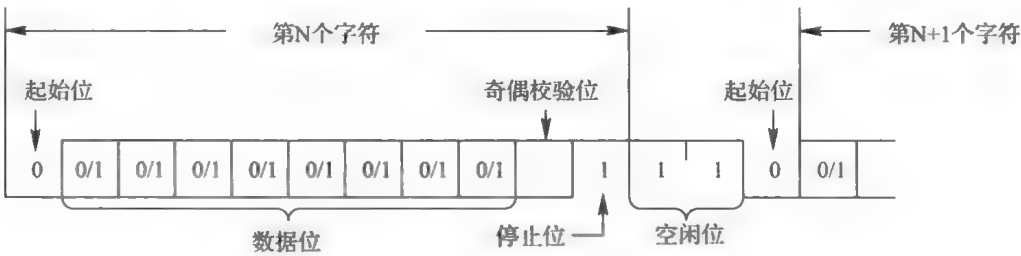 第N个字符 第N+1个字符
起始位 奇偶校验位 起始位
0 0/1 0/1 0/1 0/1 0/1 0/1 0/1 0/1 1 1 1 0 0/1
数据位 停止位 空闲位